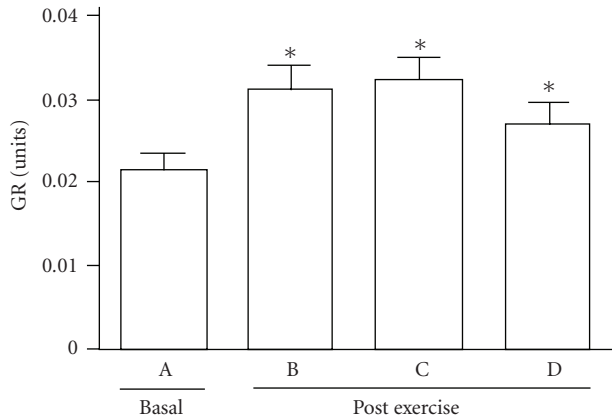 0.04
0.03
0.02
0.01
0
GR (units)
*
*
*
A
B
C
D
Basal
Post exercise